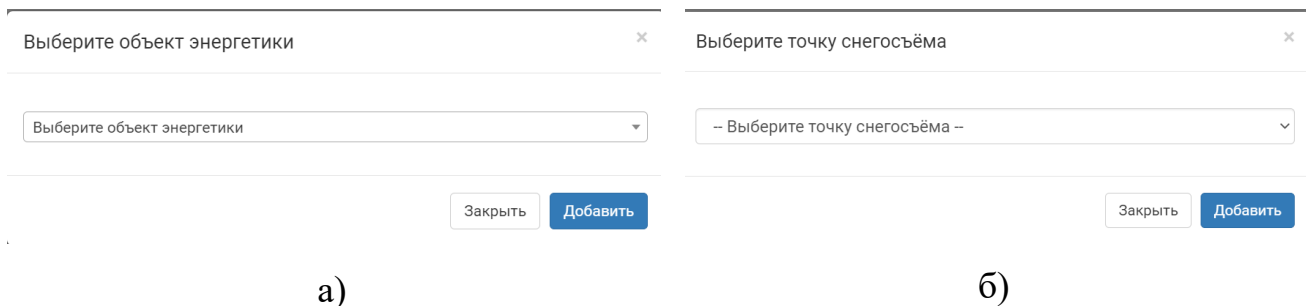 Выберите объект энергетики ×
Выберите объект энергетики
Закрыть Добавить
а)
Выберите точку снегосъёма ×
-- Выберите точку снегосъёма --
Закрыть Добавить
б)